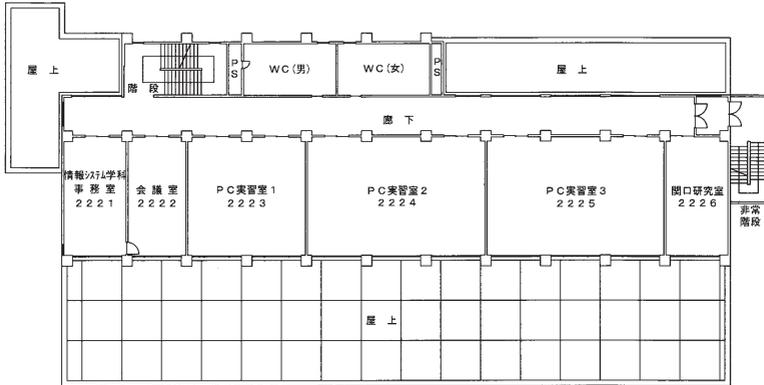 屋 上
階 段
PS
WC(男)
WC(女)
PS
屋 上
廊 下
情報システム学科
事 務 室
2221
会 議 室
2222
PC実習室1
2223
PC実習室2
2224
PC実習室3
2225
関口研究室
2226
非常
階段
屋 上